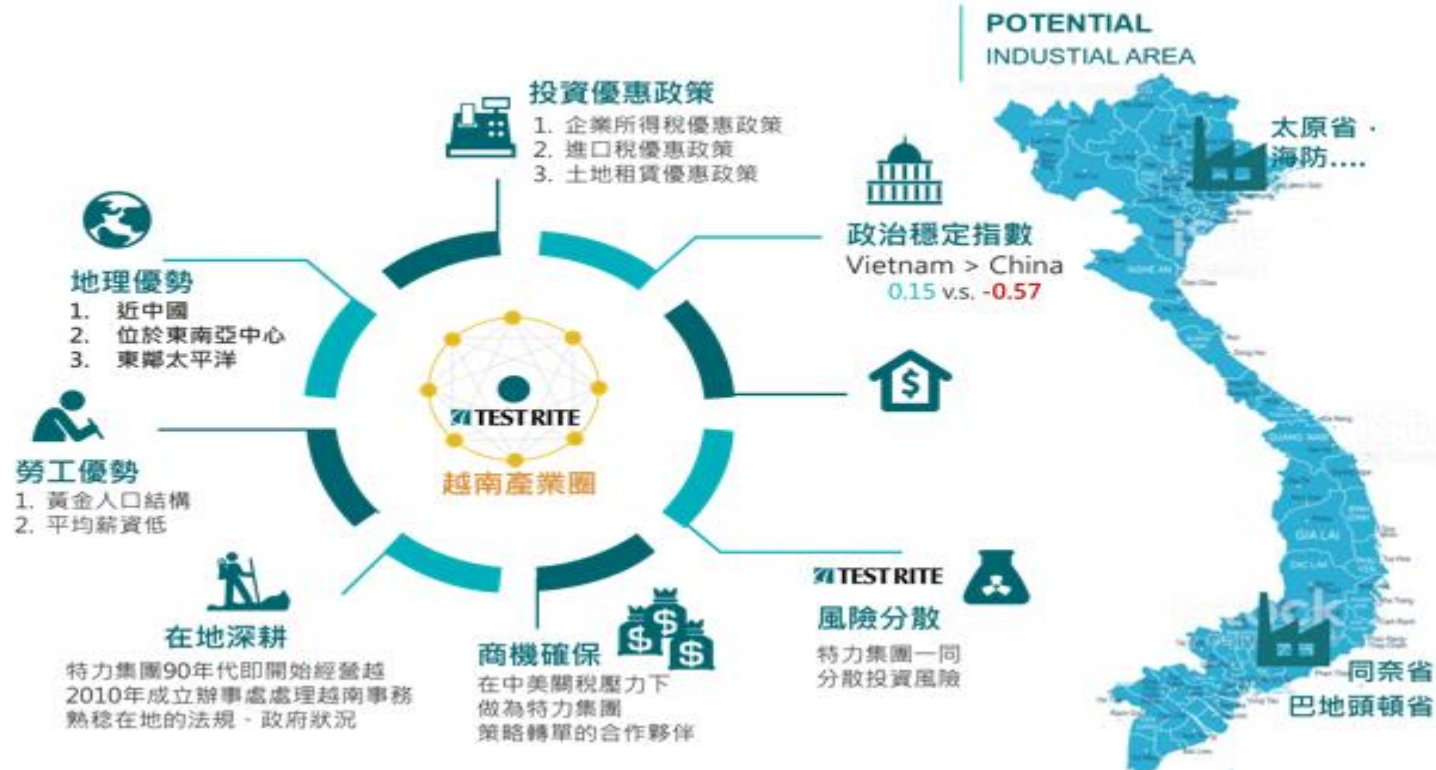 POTENTIAL
INDUSTIAL AREA
投資優惠政策
1. 企業所得稅優惠政策
2. 進口稅優惠政策
3. 土地租賃優惠政策
太原省 ·
海防....
政治穩定指數
Vietnam > China
0.15 v.s. -0.57
地理優勢
1. 近中國
2. 位於東南亞中心
3. 東鄰太平洋
TEST RITE
越南產業圈
勞工優勢
1. 黃金人口結構
2. 平均薪資低
TEST RITE
風險分散
特力集團一同
分散投資風險
在地深耕
特力集團90年代即開始經營越
2010年成立辦事處處理越南事務
熟稔在地的法規、政府狀況
商機確保
在中美關稅壓力下
做為特力集團
策略轉單的合作夥伴
NGHE AN
QUANG NAM
GIA LAI
DAC LAK
同奈省
巴地頭頓省